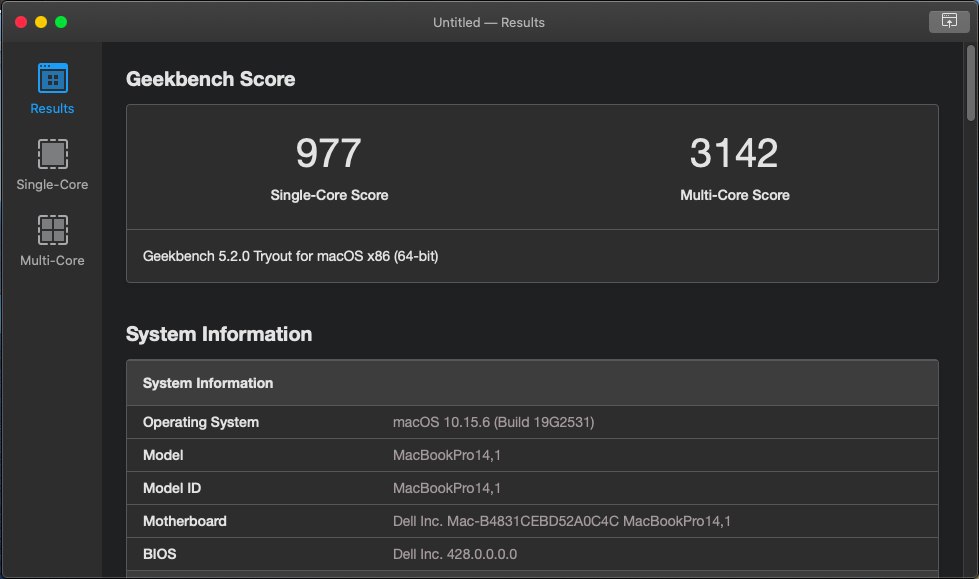 Untitled — Results
Results
Single-Core
Multi-Core
Geekbench Score
977 3142
Single-Core Score Multi-Core Score
Geekbench 5.2.0 Tryout for macOS x86 (64-bit)
System Information
System Information
Operating System macOS 10.15.6 (Build 19G2531)
Model MacBookPro14,1
Model ID MacBookPro14,1
Motherboard Dell Inc. Mac-B4831CEBD52A0C4C MacBookPro14,1
BIOS Dell Inc. 428.0.0.0.0